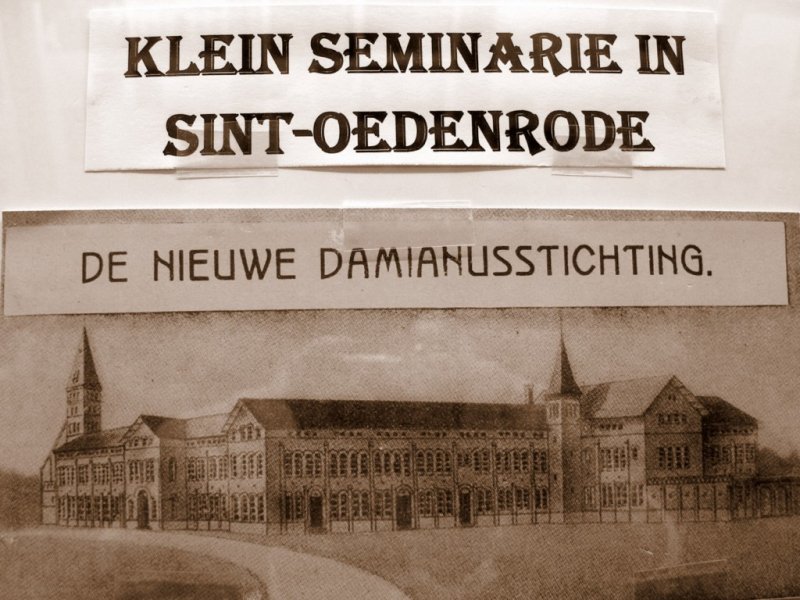 KLEIN SEMINARIE IN
SINT-OEDENRODE
DE NIEUWE DAMIANUSSTICHTING.